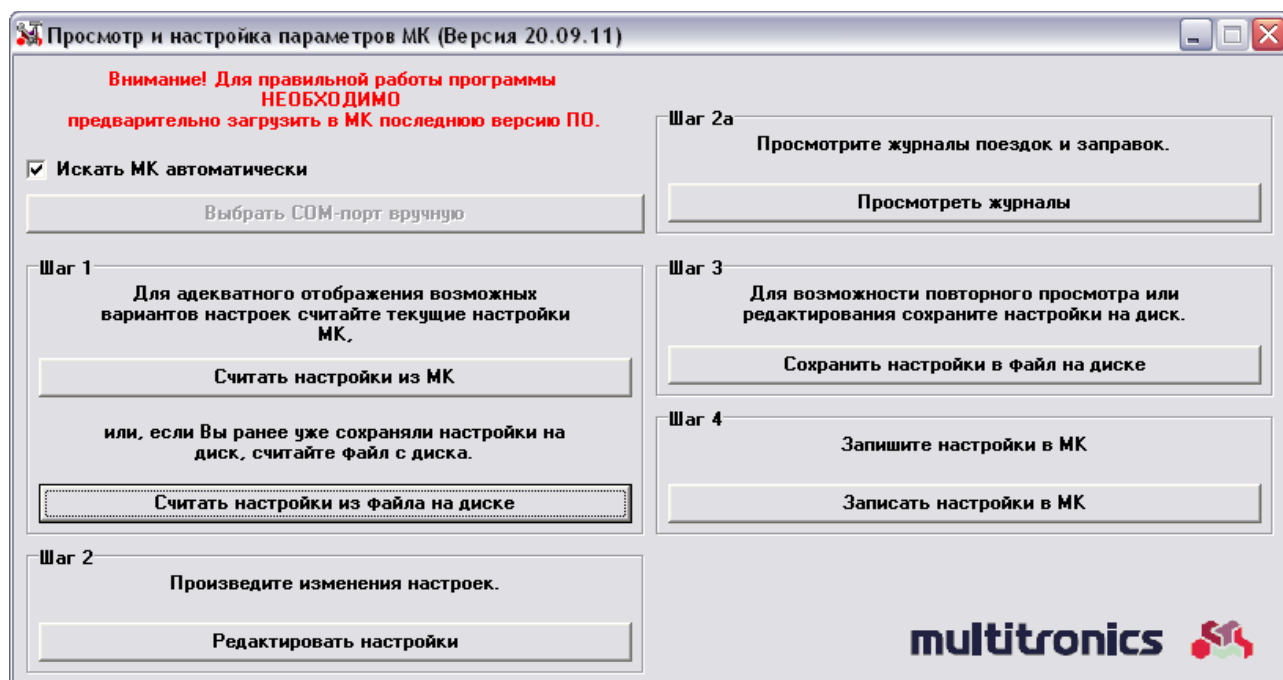 Просмотр и настройка параметров МК (Версия 20.09.11)
Внимание! Для правильной работы программы
НЕОБХОДИМО
предварительно загрузить в МК последнюю версию ПО.
Искать МК автоматически
Выбрать COM-порт вручную
Шаг 1
Для адекватного отображения возможных
вариантов настроек считайте текущие настройки
МК,
Считать настройки из МК
или, если Вы ранее уже сохраняли настройки на
диск, считайте файл с диска.
Считать настройки из файла на диске
Шаг 2
Произведите изменения настроек.
Редактировать настройки
Шаг 2а
Просмотрите журналы поездок и заправок.
Просмотреть журналы
Шаг 3
Для возможности повторного просмотра или
редактирования сохраните настройки на диск.
Сохранить настройки в файл на диске
Шаг 4
Запишите настройки в МК
Записать настройки в МК
multitronics